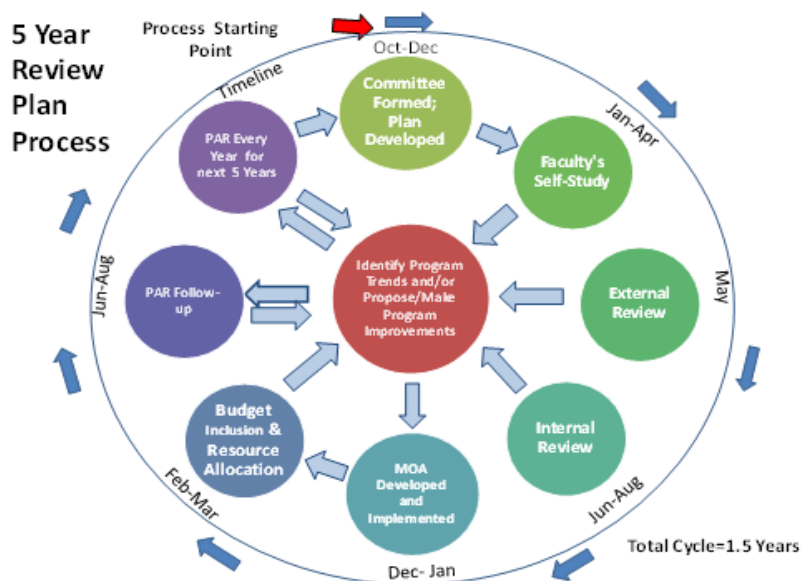 5 Year
Review
Plan
Process
Process Starting
Point
Timeline
Oct-Dec
Committee
Formed;
Plan
Developed
Jan-Apr
Faculty's
Self-Study
May
External
Review
Jun-Aug
Internal
Review
Total Cycle=1.5 Years
Dec- Jan
MOA
Developed
and
Implemented
Feb-Mar
Budget
Inclusion &
Resource
Allocation
Jun-Aug
PAR Follow-
up
PAR Every
Year for
next 5 Years
Identify Program
Trends and/or
Propose/Make
Program
Improvements